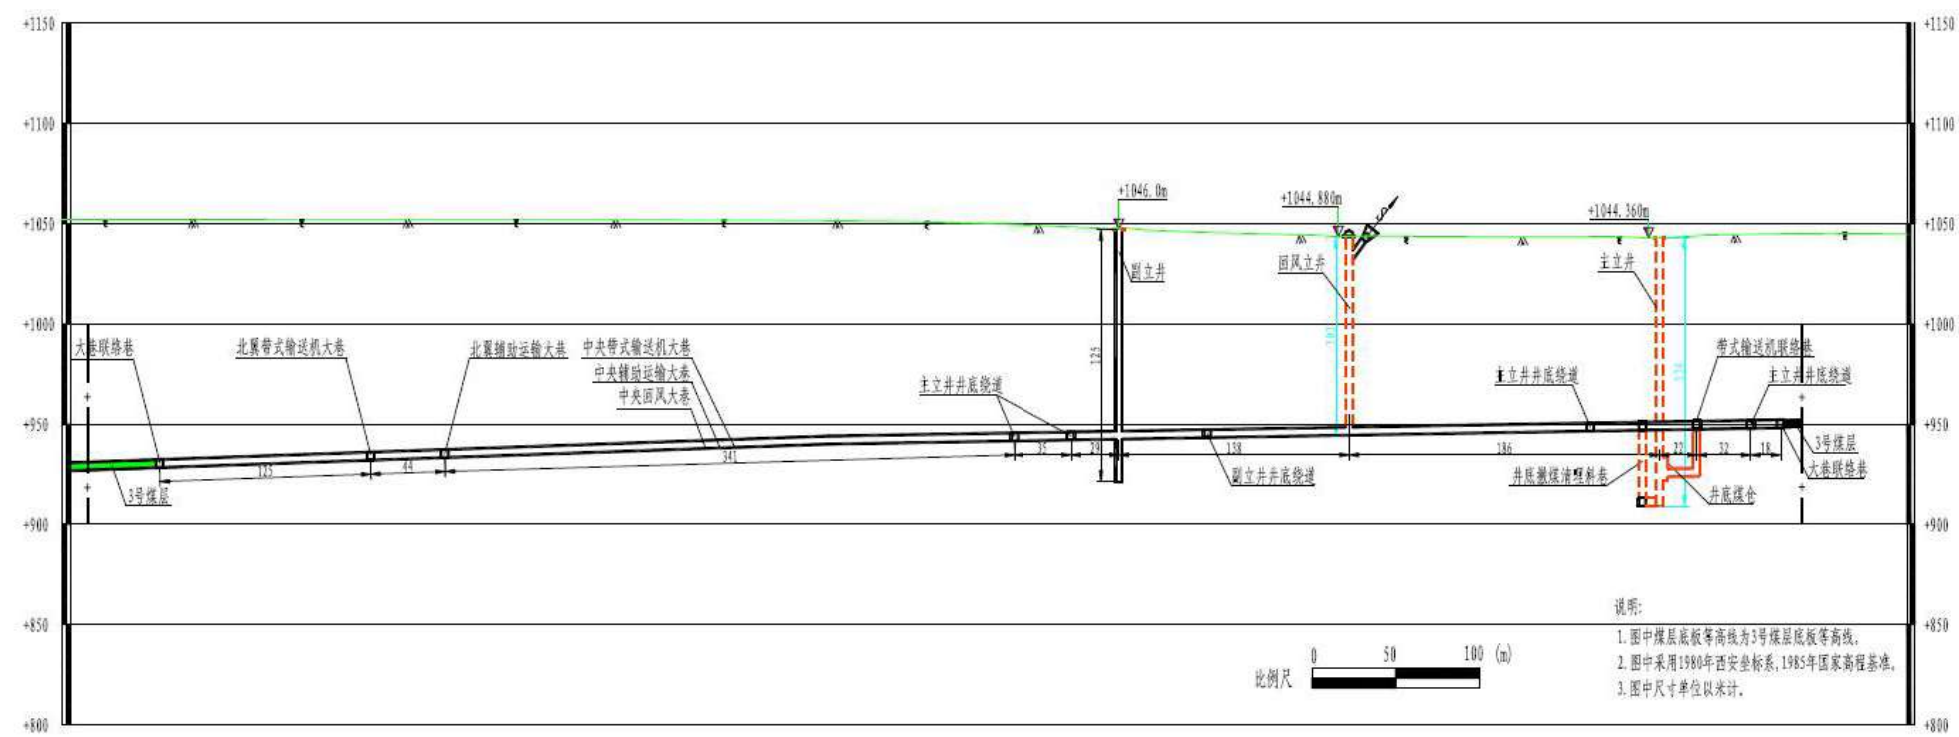 +1150
+1150
+1100
+1100
+1050
+1046.0m
+1044.880m
+1044.360m
+1050
副立井
回风立井
主立井
+1000
+1000
大巷联络巷
北翼带式输送机大巷
北翼辅助运输大巷
中央带式输送机大巷
中央辅助运输大巷
中央回风大巷
125
主立井井底绕道
主立井井底绕道
带式输送机联络巷
主立井井底绕道
+950
+950
44
341
35
29
138
186
22
32
18
3号煤层
副立井井底绕道
井底煤仓
3号煤层
大巷联络巷
+900
+900
+850
+850
说明:
1.图中煤层底板等高线为3号煤层底板等高线。
2.图中采用1980年西安坐标系,1985年国家高程基准。
3.图中尺寸单位以米计。
比例尺
0 50 100 (m)
+800
+800